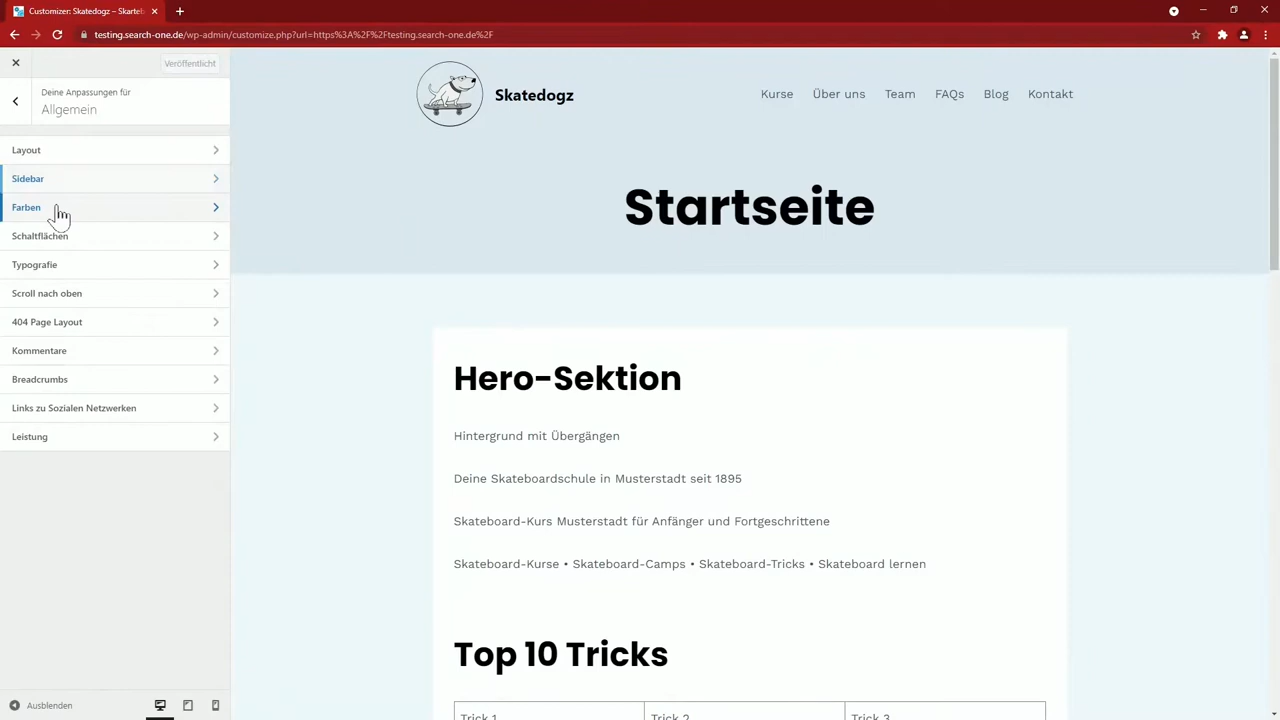 Customizer: Skatedogz – Skarteb
testing.search-one.de/wp-admin/customize.php?url=https%3A%2F%2Ftesting.search-one.de%2F
Veröffentlicht
Deine Anpassungen für
Allgemein
Layout
Sidebar
Farben
Schaltflächen
Typografie
Scroll nach oben
404 Page Layout
Kommentare
Breadcrumbs
Links zu Sozialen Netzwerken
Leistung
Ausblenden
Skatedogz
Kurse Über uns Team FAQs Blog Kontakt
Startseite
Hero-Sektion
Hintergrund mit Übergängen
Deine Skateboardschule in Musterstadt seit 1895
Skateboard-Kurs Musterstadt für Anfänger und Fortgeschrittene
Skateboard-Kurse • Skateboard-Camps • Skateboard-Tricks • Skateboard lernen
Top 10 Tricks
Trick 1 Trick 2 Trick 3